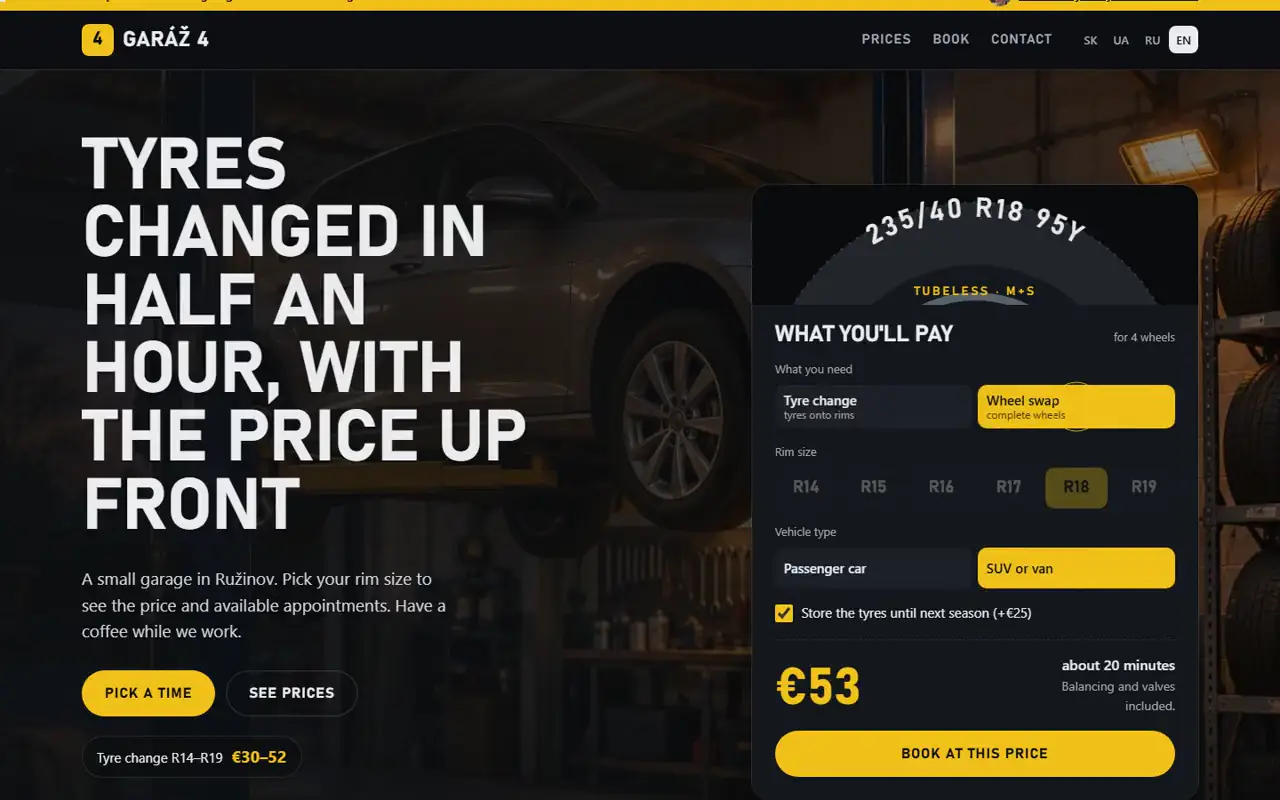 4 GARÁŽ 4
PRICES BOOK CONTACT SK UA RU EN
TYRES
CHANGED IN
HALF AN
HOUR, WITH
THE PRICE UP
FRONT
A small garage in Ružinov. Pick your rim size to
see the price and available appointments. Have a
coffee while we work.
PICK A TIME SEE PRICES
Tyre change R14–R19 €30–52
235/40 R18 95Y
TUBELESS · M+S
WHAT YOU'LL PAY for 4 wheels
What you need
Tyre change
tyres onto rims
Wheel swap
complete wheels
Rim size
R14 R15 R16 R17 R18 R19
Vehicle type
Passenger car SUV or van
Store the tyres until next season (+€25)
€53
about 20 minutes
Balancing and valves
included.
BOOK AT THIS PRICE